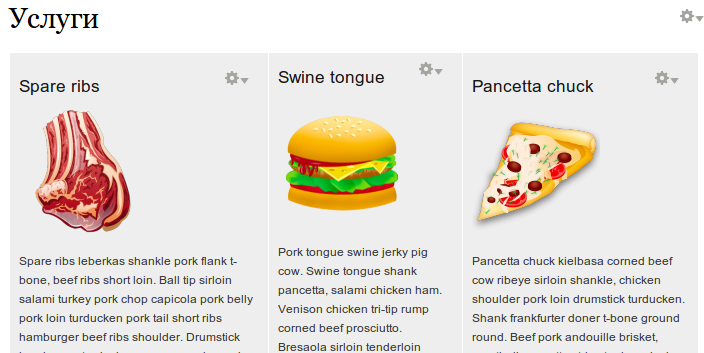 Услуги
Spare ribs
Spare ribs leberkas shankle pork flank t-
bone, beef ribs short loin. Ball tip sirloin
salami turkey pork chop capicola pork belly
pork loin turducken pork tail short ribs
hamburger beef ribs shoulder. Drumstick
Swine tongue
Pork tongue swine jerky pig
cow. Swine tongue shank
pancetta, salami chicken ham.
Venison chicken tri-tip rump
corned beef prosciutto.
Bresaola sirloin tenderloin
Pancetta chuck
Pancetta chuck kielbasa corned beef
cow ribeye sirloin shankle, chicken
shoulder pork loin drumstick turducken.
Shank frankfurter doner t-bone ground
round. Beef pork andouille brisket,